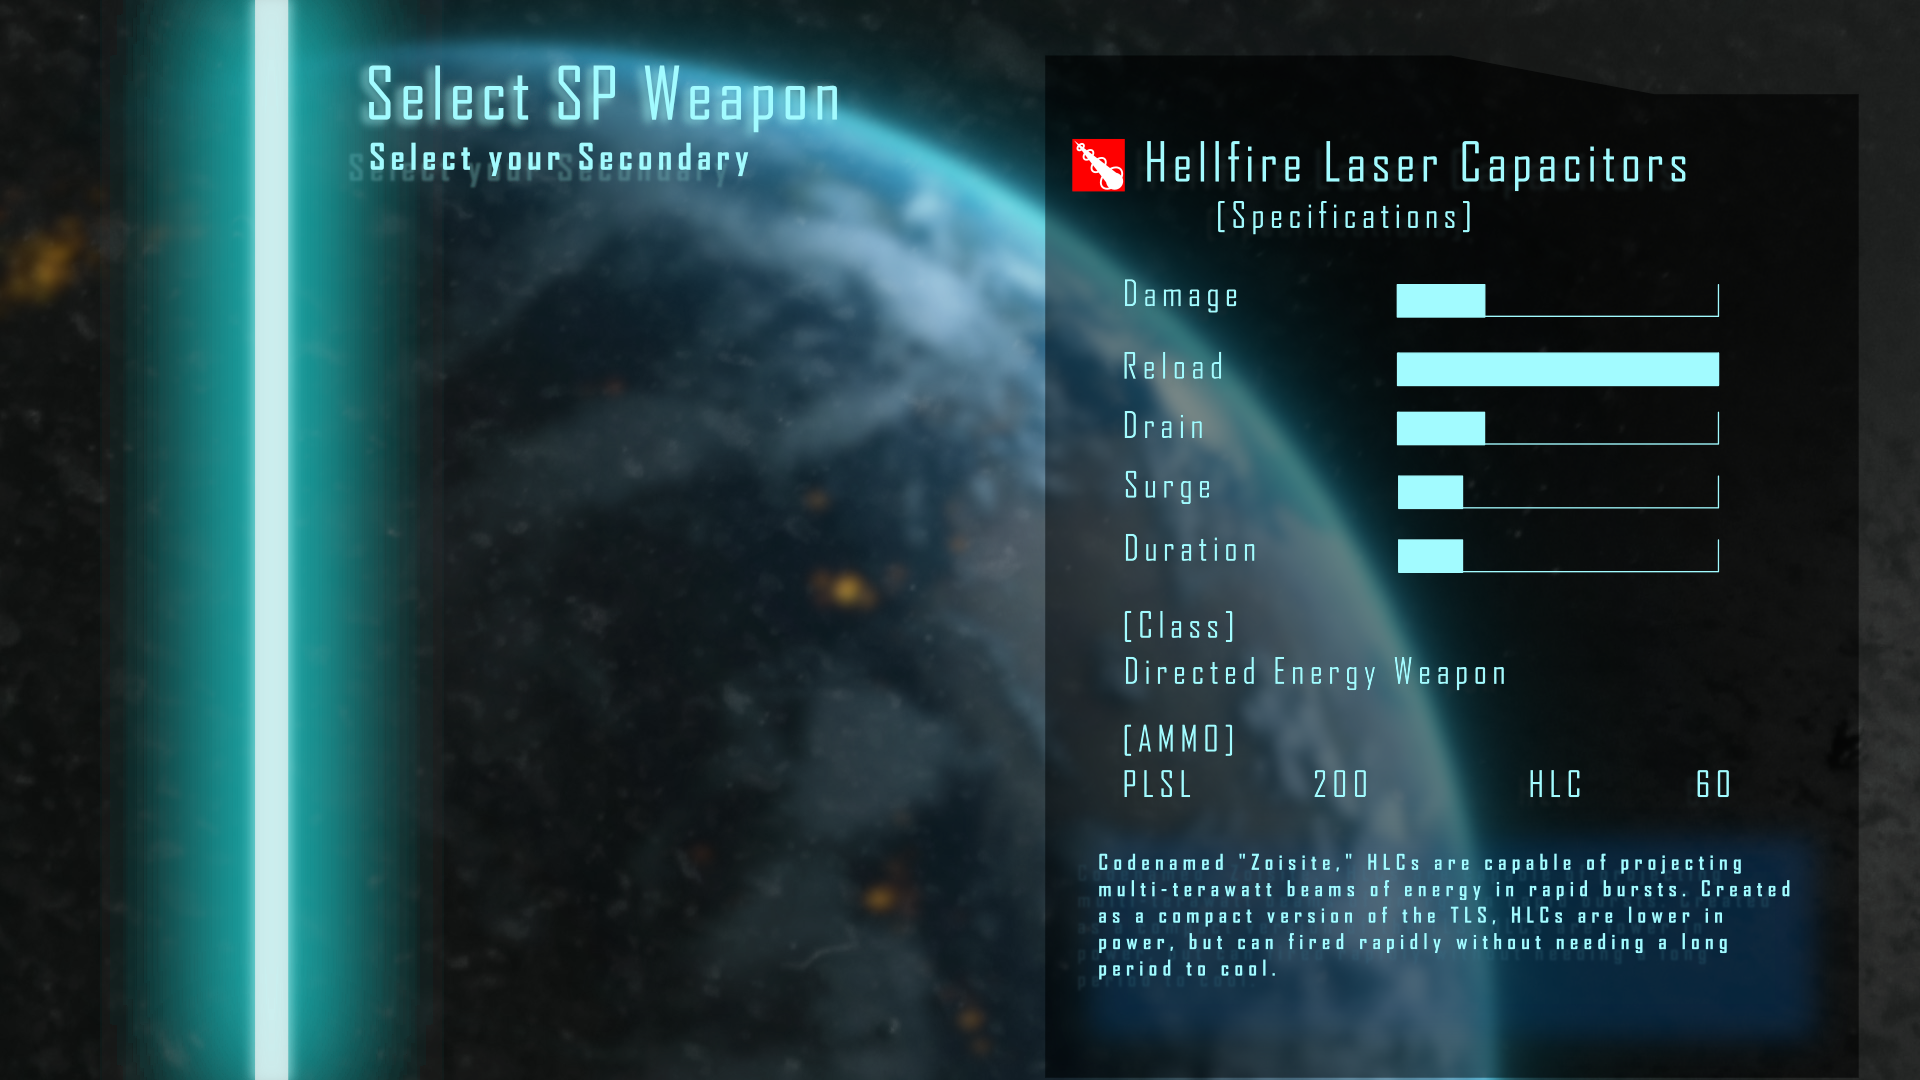 Select SP Weapon
Select your Secondary
Hellfire Laser Capacitors
[Specifications]
Damage
Reload
Drain
Surge
Duration
[Class]
Directed Energy Weapon
[AMMO]
PLSL 200 HLC 60
Codenamed "Zoisite," HLCs are capable of projecting
multi-terawatt beams of energy in rapid bursts. Created
as a compact version of the TLS, HLCs are lower in
power, but can fired rapidly without needing a long
period to cool.